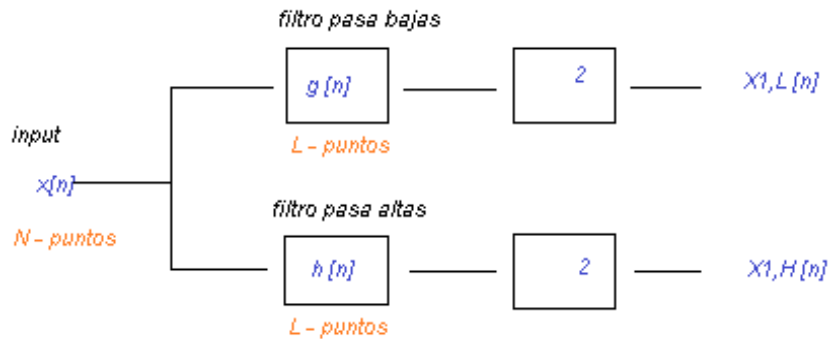 filtro pasa bajas
g [n]
2
X1,L [n]
L - puntos
input
x[n]
N - puntos
filtro pasa altas
h [n]
2
X1,H [n]
L - puntos